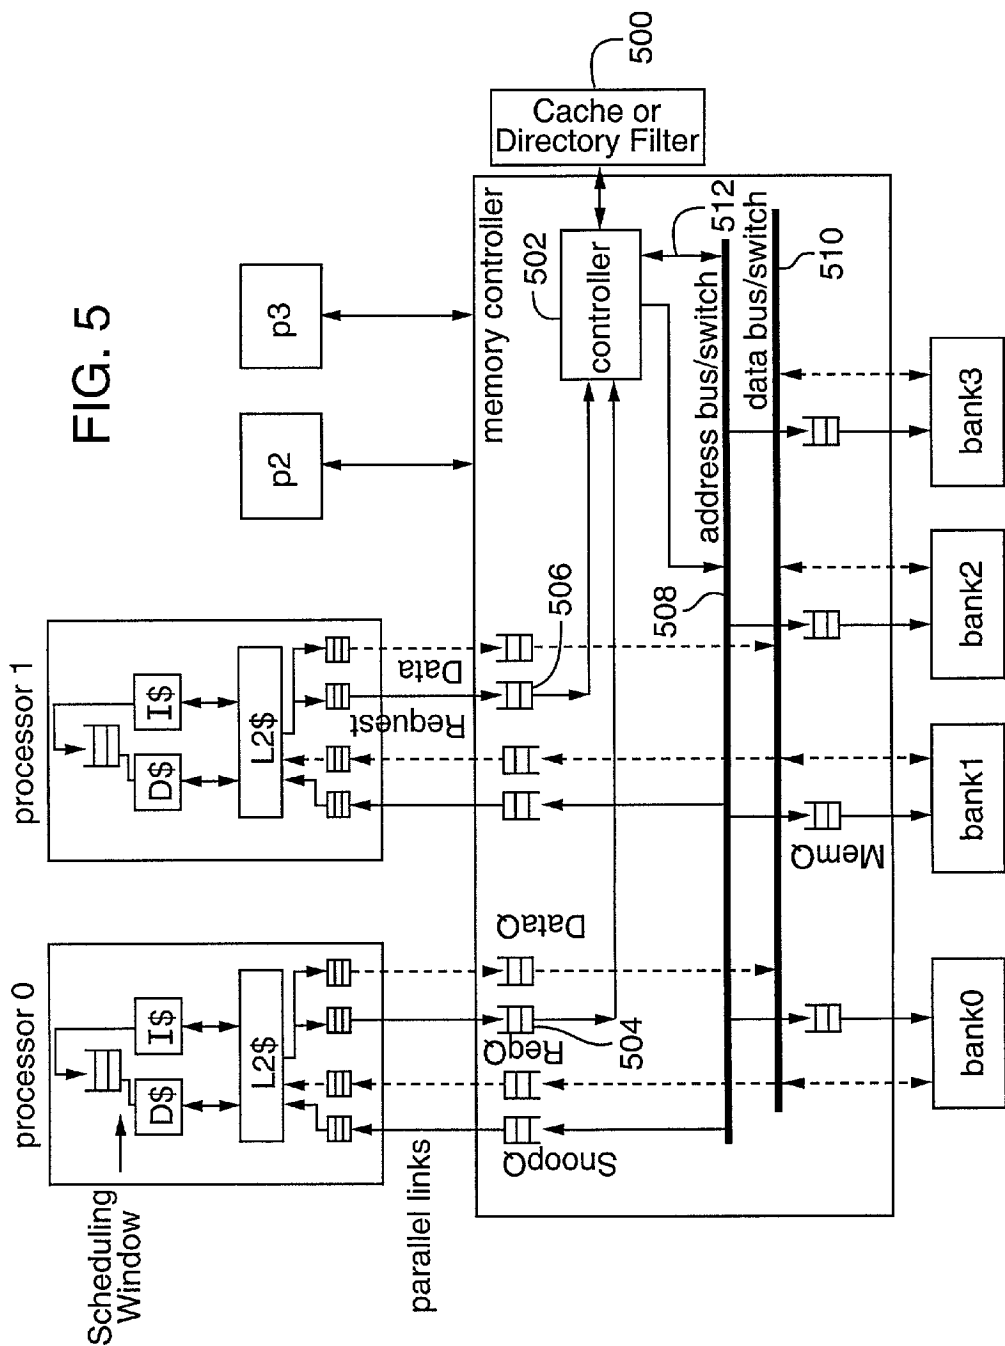 FIG. 5
processor 0
processor 1
p2
p3
Scheduling
Window
D$
I$
L2$
D$
I$
L2$
parallel links
Request
Data
memory controller
Cache or
Directory Filter
500
SnoopQ
ReqQ
DataQ
504
506
502
controller
512
address bus/switch
508
data bus/switch
510
MemQ
bank0
bank1
bank2
bank3